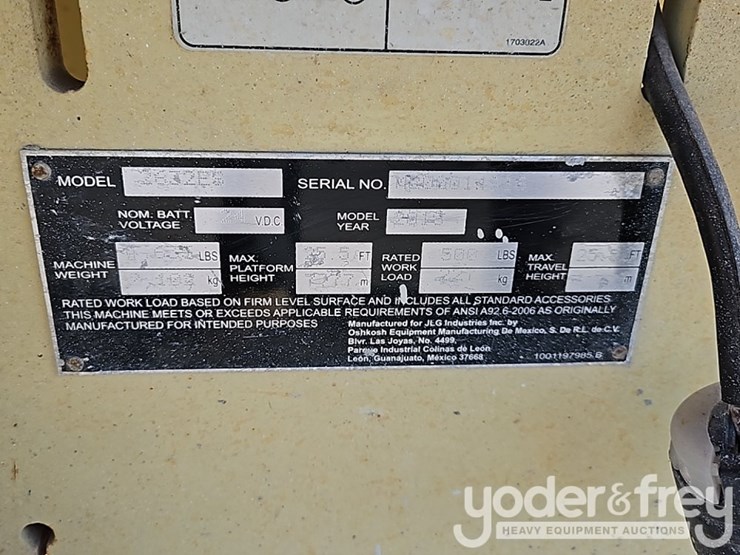 1703022A
MODEL 2632ES SERIAL NO.
NOM. BATT. VOLTAGE V.D.C MODEL YEAR
MACHINE WEIGHT LBS MAX. PLATFORM HEIGHT 25.5 FT RATED WORK LOAD 500 LBS MAX. TRAVEL HEIGHT FT
kg m kg
RATED WORK LOAD BASED ON FIRM LEVEL SURFACE AND INCLUDES ALL STANDARD ACCESSORIES.
THIS MACHINE MEETS OR EXCEEDS APPLICABLE REQUIREMENTS OF ANSI A92.6-2006 AS ORIGINALLY
MANUFACTURED FOR INTENDED PURPOSES
Manufactured for JLG Industries Inc. by
Oshkosh Equipment Manufacturing De Mexico, S. De R.L. de C.V.
Blvr. Las Joyas, No. 4499,
Parque Industrial Colinas de León
León, Guanajuato, México 37668
1001197985 B
yoder&frey
HEAVY EQUIPMENT AUCTIONS